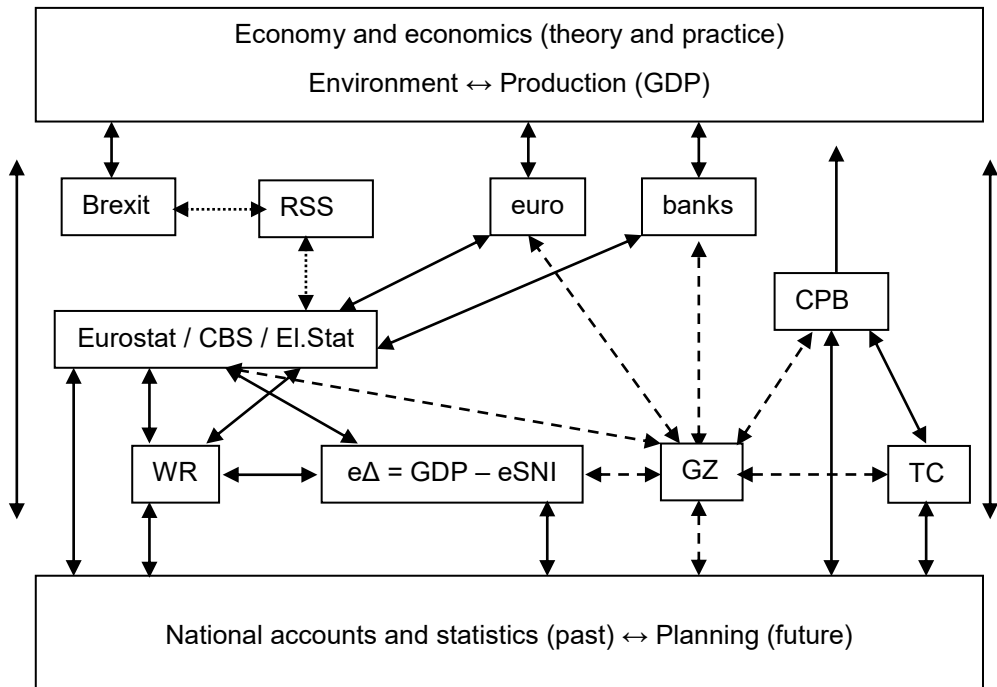 Economy and economics (theory and practice)
Environment ↔ Production (GDP)
Brexit
RSS
euro
banks
CPB
Eurostat / CBS / El.Stat
WR
eΔ = GDP – eSNI
GZ
TC
National accounts and statistics (past) ↔ Planning (future)